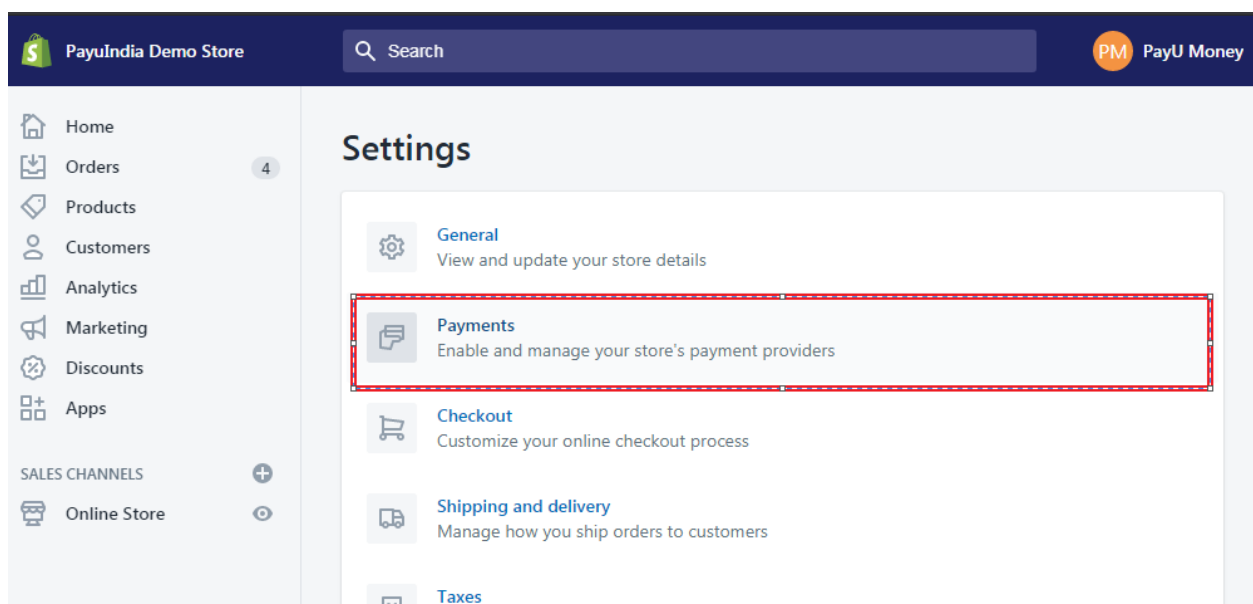 PayuIndia Demo Store
Search
PM PayU Money
Home
Orders 4
Products
Customers
Analytics
Marketing
Discounts
Apps
SALES CHANNELS
Online Store
Settings
General
View and update your store details
Payments
Enable and manage your store's payment providers
Checkout
Customize your online checkout process
Shipping and delivery
Manage how you ship orders to customers
Taxes